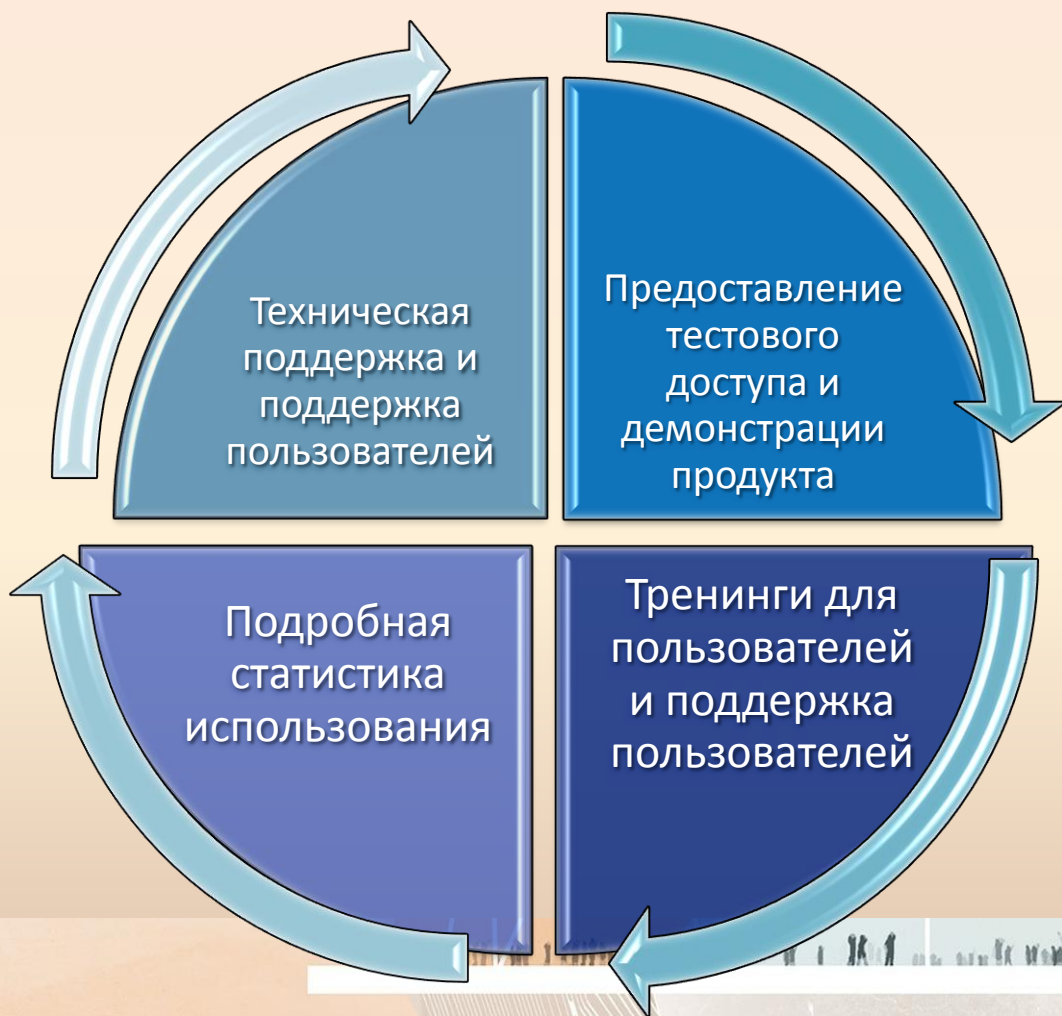 Техническая
поддержка и
поддержка
пользователей
Предоставление
тестового
доступа и
демонстрации
продукта
Подробная
статистика
использования
Тренинги для
пользователей
и поддержка
пользователей